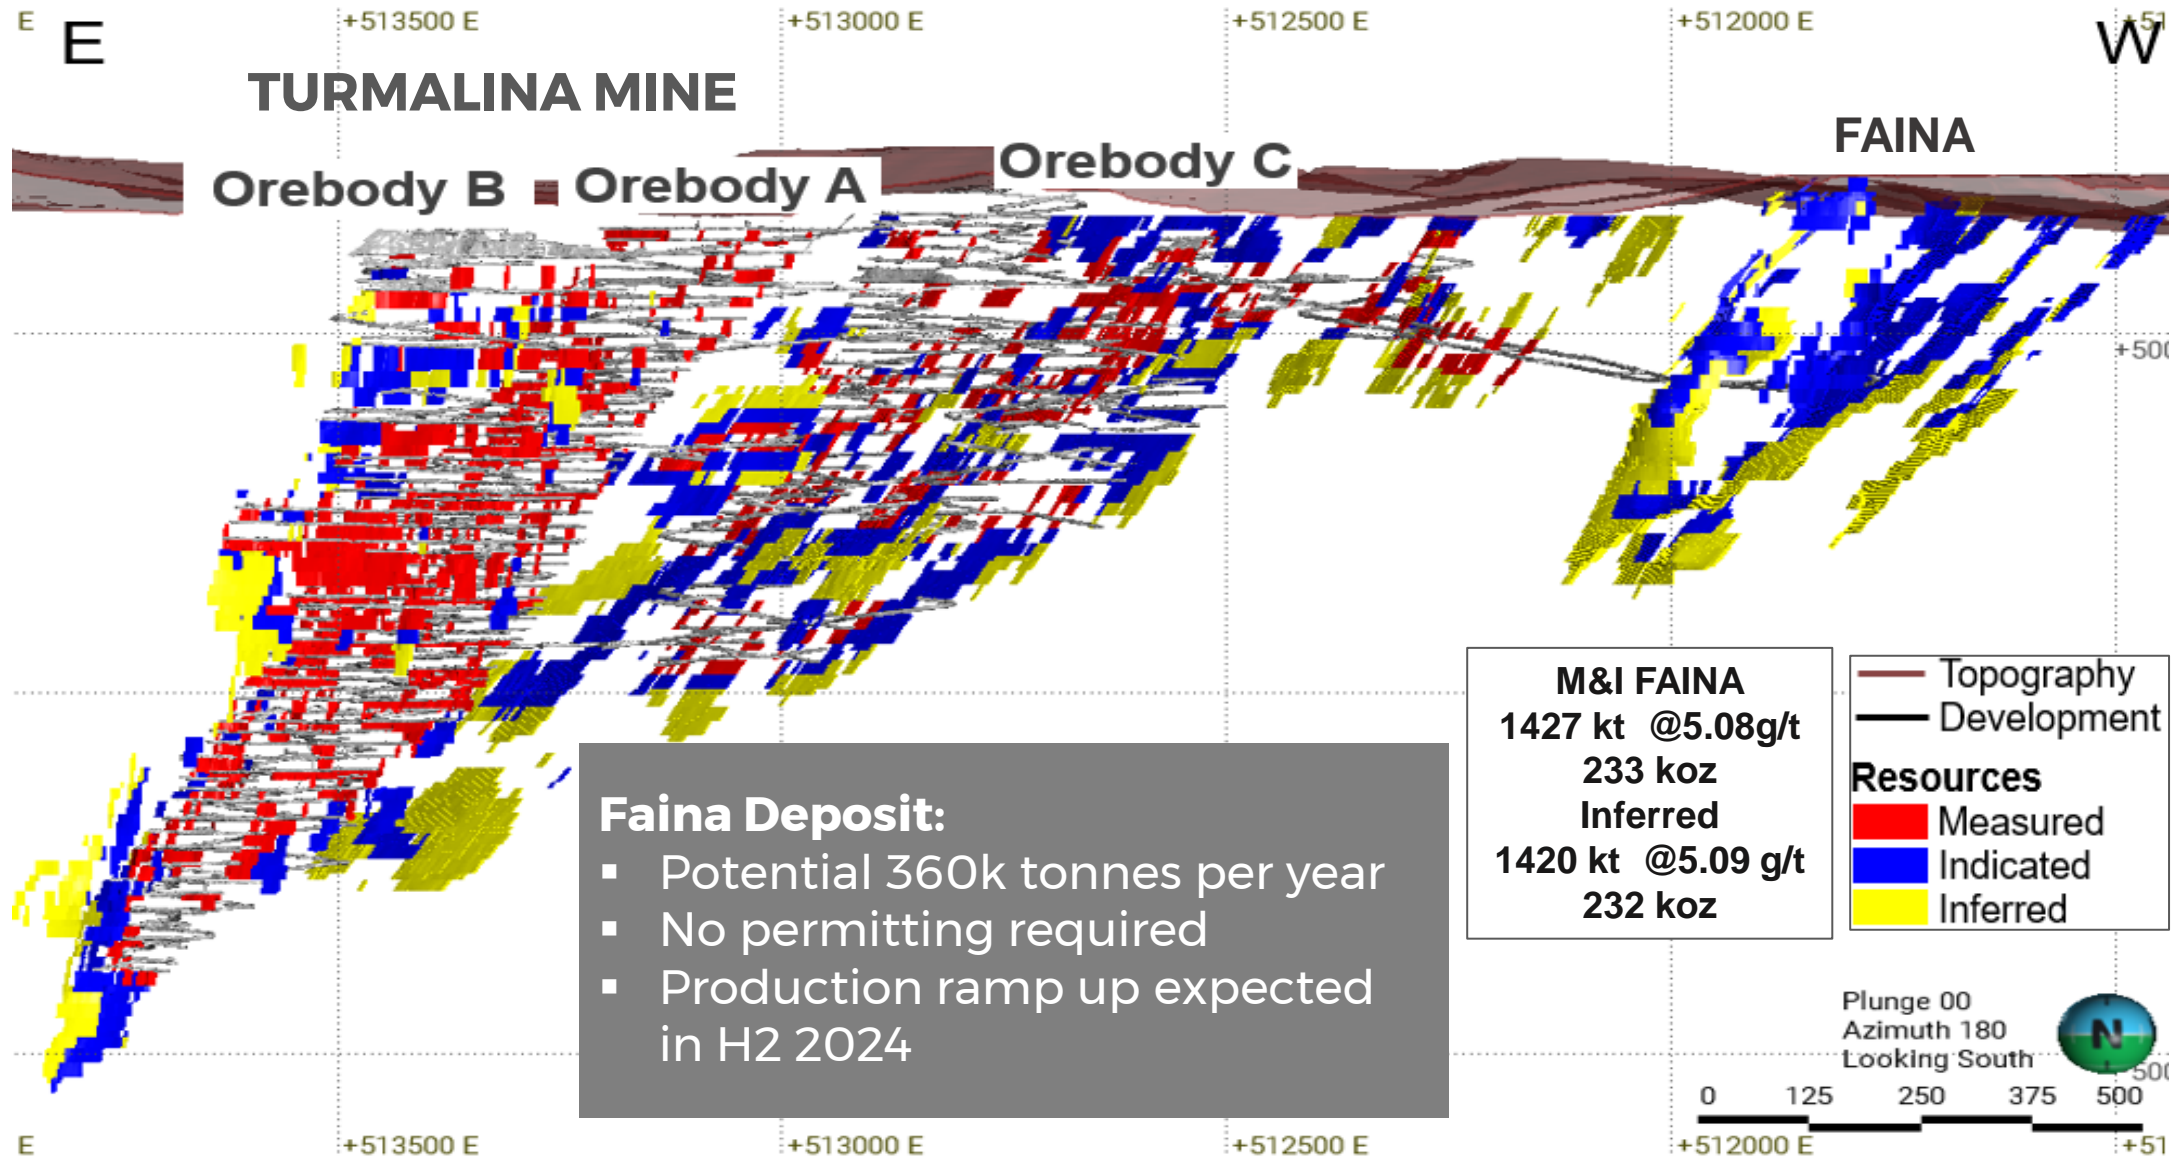 E +513500 E +513000 E +512500 E +512000 E
E W
TURMALINA MINE
FAINA
Orebody B Orebody A Orebody C
M&I FAINA
1427 kt @5.08g/t
233 koz
Inferred
1420 kt @5.09 g/t
232 koz
Topography
Development
Resources
Measured
Indicated
Inferred
Faina Deposit:
▪ Potential 360k tonnes per year
▪ No permitting required
▪ Production ramp up expected
in H2 2024
Plunge 00
Azimuth 180
Looking South
N
0 125 250 375 500
E +513500 E +513000 E +512500 E +512000 E